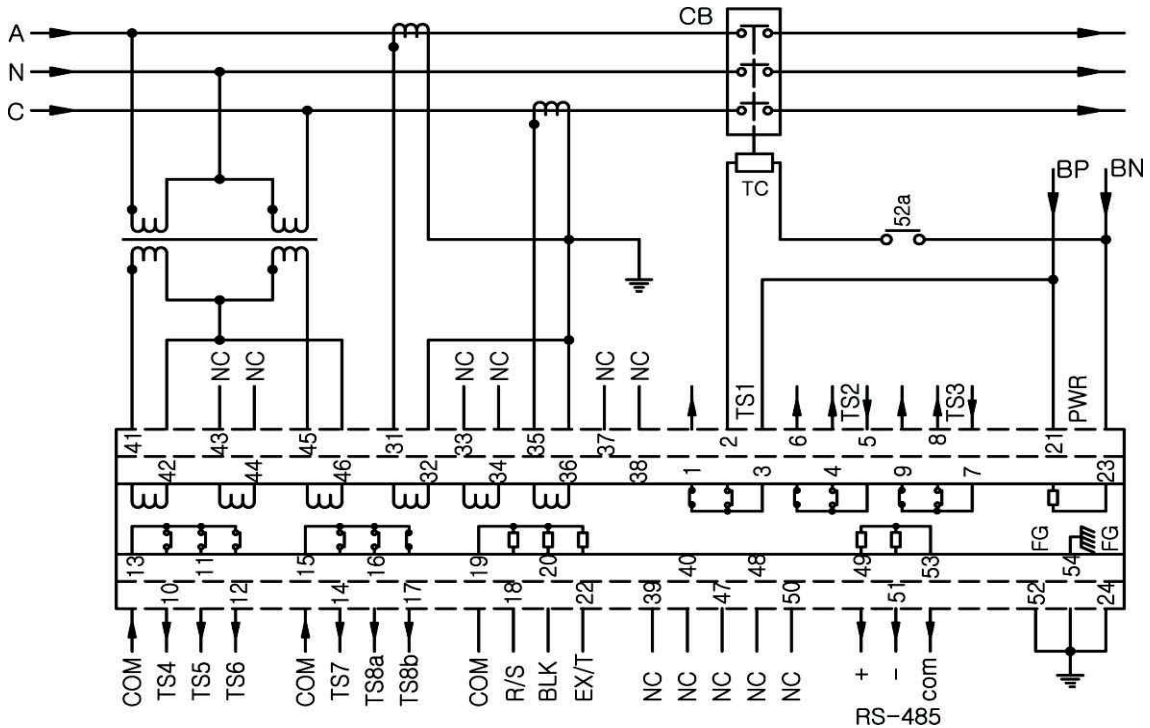 A
N
C
CB
TC
52a
BP
BN
NC
NC
NC
NC
NC
NC
TS1
TS2
TS3
PWR
41
43
45
31
33
35
37
2
6
5
8
21
42
44
46
32
34
36
38
1
3
4
9
7
23
13
11
15
16
19
20
40
48
49
53
FG
54
FG
10
12
14
17
18
22
39
47
50
51
52
24
COM
TS4
TS5
TS6
COM
TS7
TS8a
TS8b
COM
R/S
BLK
EX/T
NC
NC
NC
NC
NC
+
-
com
RS-485